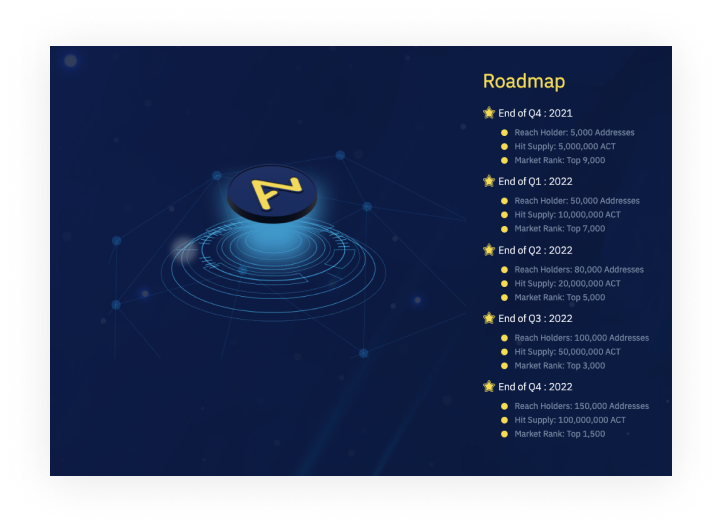 Roadmap
End of Q4 : 2021
Reach Holder: 5,000 Addresses
Hit Supply: 5,000,000 ACT
Market Rank: Top 9,000
End of Q1 : 2022
Reach Holder: 50,000 Addresses
Hit Supply: 10,000,000 ACT
Market Rank: Top 7,000
End of Q2 : 2022
Reach Holders: 80,000 Addresses
Hit Supply: 20,000,000 ACT
Market Rank: Top 5,000
End of Q3 : 2022
Reach Holders: 100,000 Addresses
Hit Supply: 50,000,000 ACT
Market Rank: Top 3,000
End of Q4 : 2022
Reach Holders: 150,000 Addresses
Hit Supply: 100,000,000 ACT
Market Rank: Top 1,500